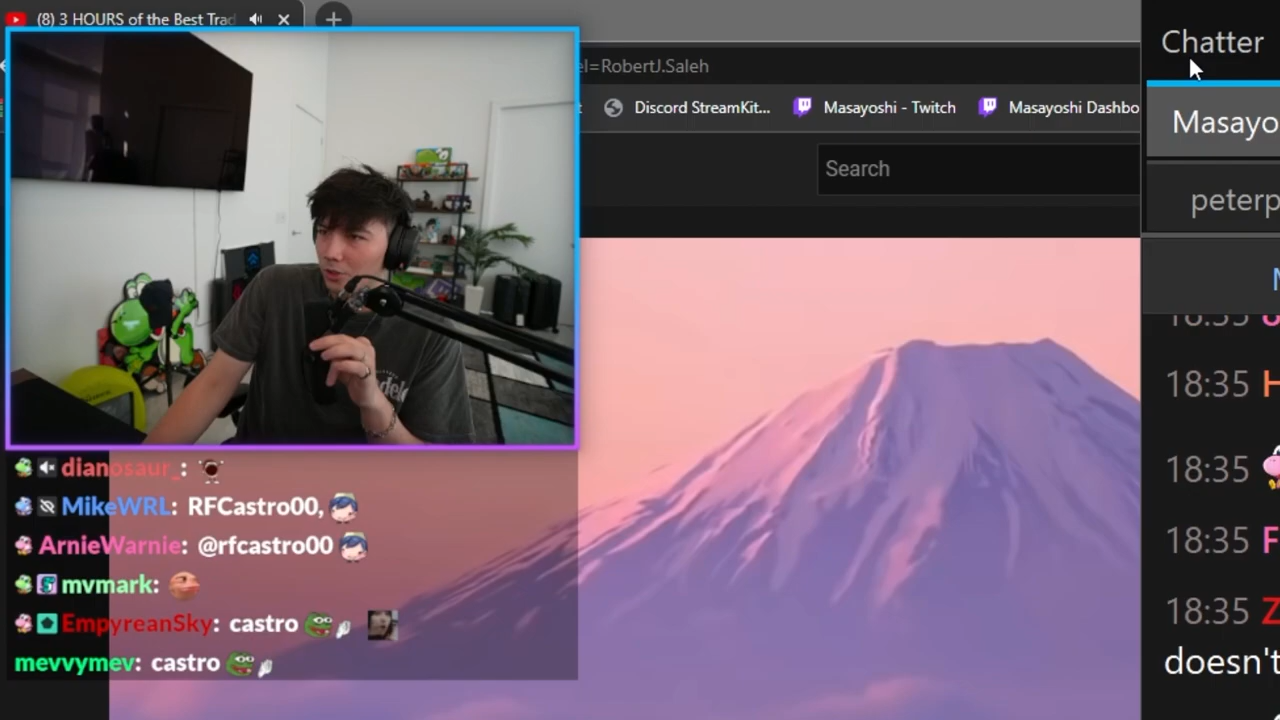 (8) 3 HOURS of the Best Trad
el=RobertJ.Saleh
Discord StreamKit...
Masayoshi - Twitch
Masayoshi Dashbo
Search
Chatter
Masayo
peterp
18:35
18:35 H
18:35
18:35 F
18:35 Z
doesn't
dianosaur_:
MikeWRL: RFCastro00,
ArnieWarnie: @rfcastro00
mvmark:
EmpyreanSky: castro
mevvymev: castro